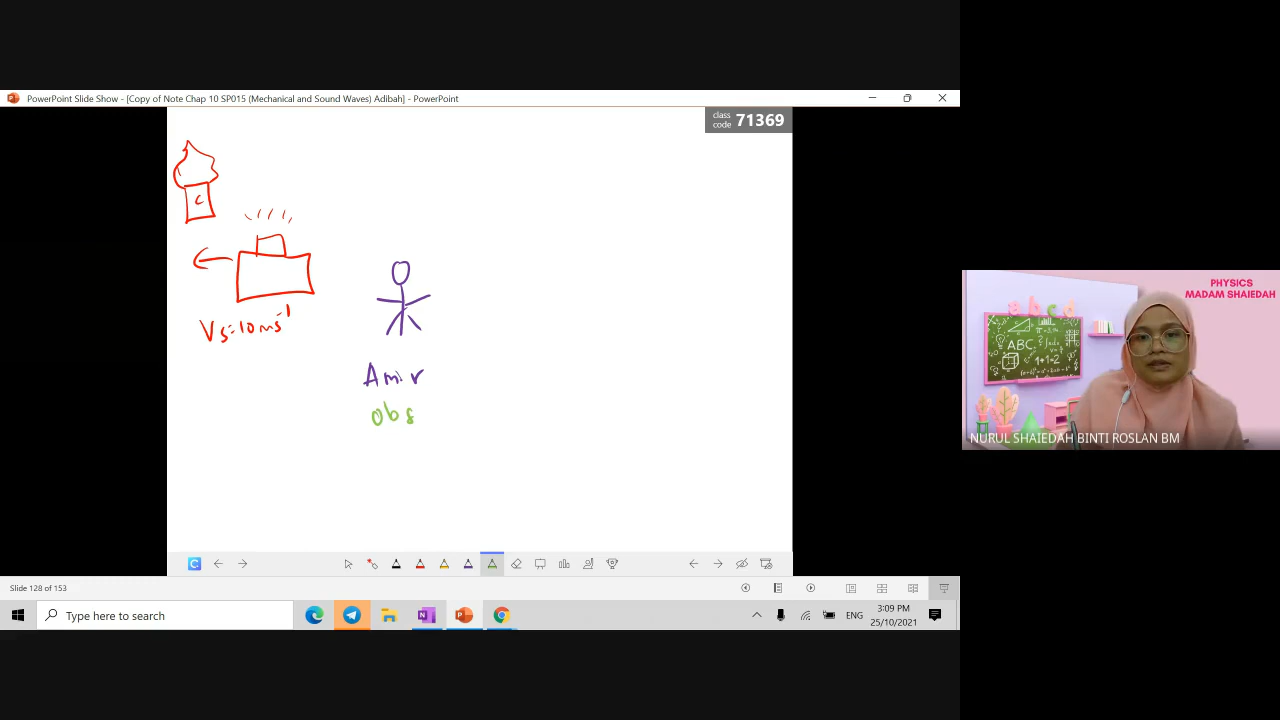 PowerPoint Slide Show - [Copy of Note Chap 10 SP015 (Mechanical and Sound Waves) Adibah] - PowerPoint
class code 71369
C
Vs=10ms⁻¹
Amir
obs
PHYSICS
MADAM SHAIEDAH
a b c d
ABC
1+1=2
NURUL SHAIEDAH BINTI ROSLAN BM
Slide 128 of 153
Type here to search
ENG
3:09 PM
25/10/2021